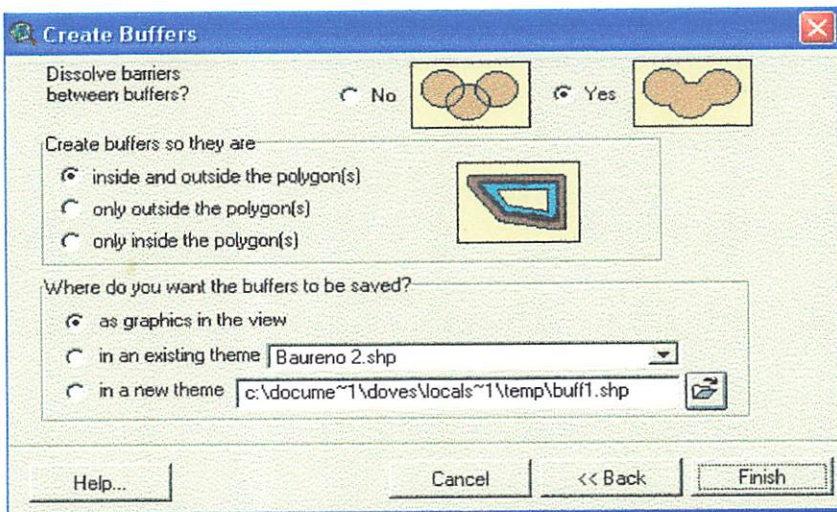 Create Buffers
Dissolve barriers
between buffers?
No
Yes
Create buffers so they are
inside and outside the polygon(s)
only outside the polygon(s)
only inside the polygon(s)
Where do you want the buffers to be saved?
as graphics in the view
in an existing theme Baureno 2.shp
in a new theme c:\docume~1\doves\locals~1\temp\buff1.shp
Help... Cancel << Back Finish